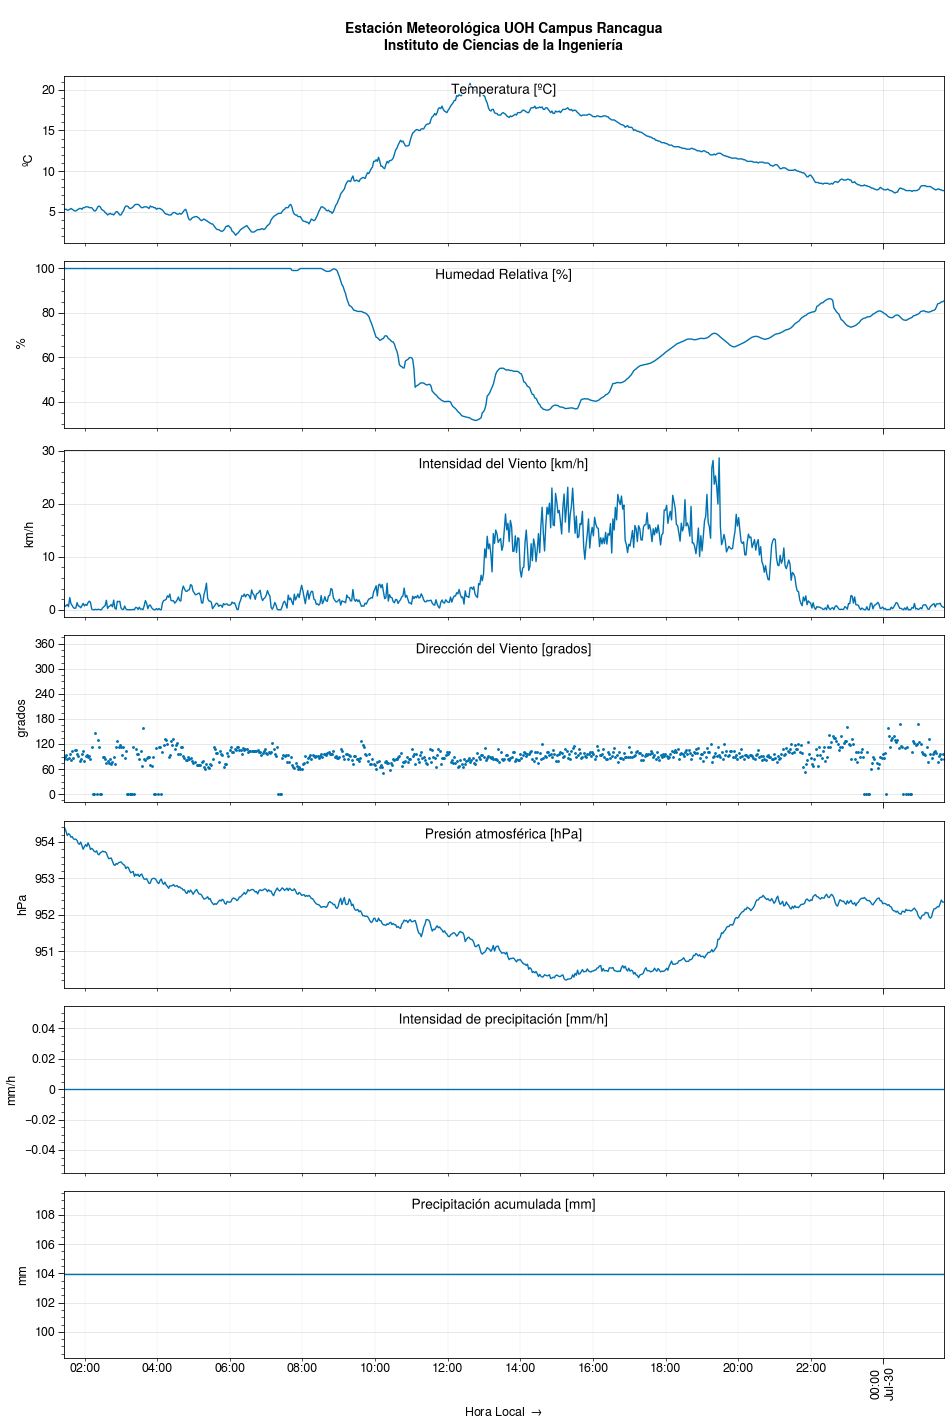 Estación Meteorológica UOH Campus Rancagua
Instituto de Ciencias de la Ingeniería
Temperatura [ºC]
20
15
10
5
ºC
Humedad Relativa [%]
100
80
60
40
%
Intensidad del Viento [km/h]
30
20
10
0
km/h
Dirección del Viento [grados]
360
300
240
180
120
60
0
grados
Presión atmosférica [hPa]
954
953
952
951
hPa
Intensidad de precipitación [mm/h]
0.04
0.02
0
−0.02
−0.04
mm/h
Precipitación acumulada [mm]
108
106
104
102
100
mm
02:00 04:00 06:00 08:00 10:00 12:00 14:00 16:00 18:00 20:00 22:00 00:00
Jul-30
Hora Local →